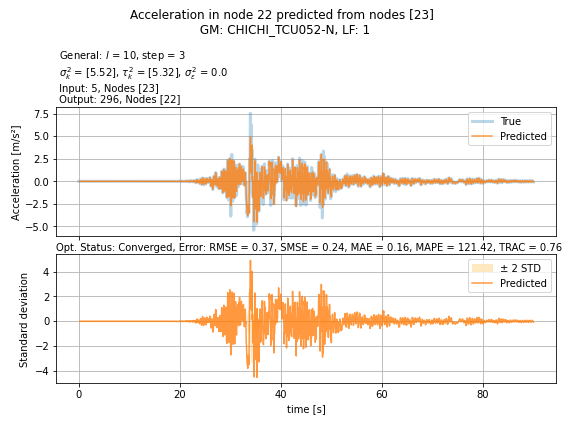 Acceleration in node 22 predicted from nodes [23]
GM: CHICHI_TCU052-N, LF: 1
General: l = 10, step = 3
σ²ₖ = [5.52], τ²ₖ = [5.32], σ²ε = 0.0
Input: 5, Nodes [23]
Output: 296, Nodes [22]
Acceleration [m/s²]
7.5
5.0
2.5
0.0
−2.5
−5.0
True
Predicted
Opt. Status: Converged, Error: RMSE = 0.37, SMSE = 0.24, MAE = 0.16, MAPE = 121.42, TRAC = 0.76
Standard deviation
4
2
0
−2
−4
± 2 STD
Predicted
0 20 40 60 80
time [s]